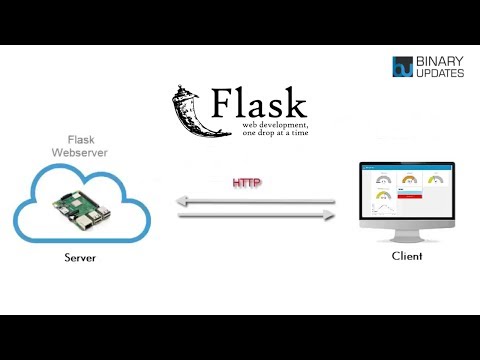 BINARY
UPDATES
Flask
web development,
one drop at a time
Flask
Webserver
HTTP
Server
Client